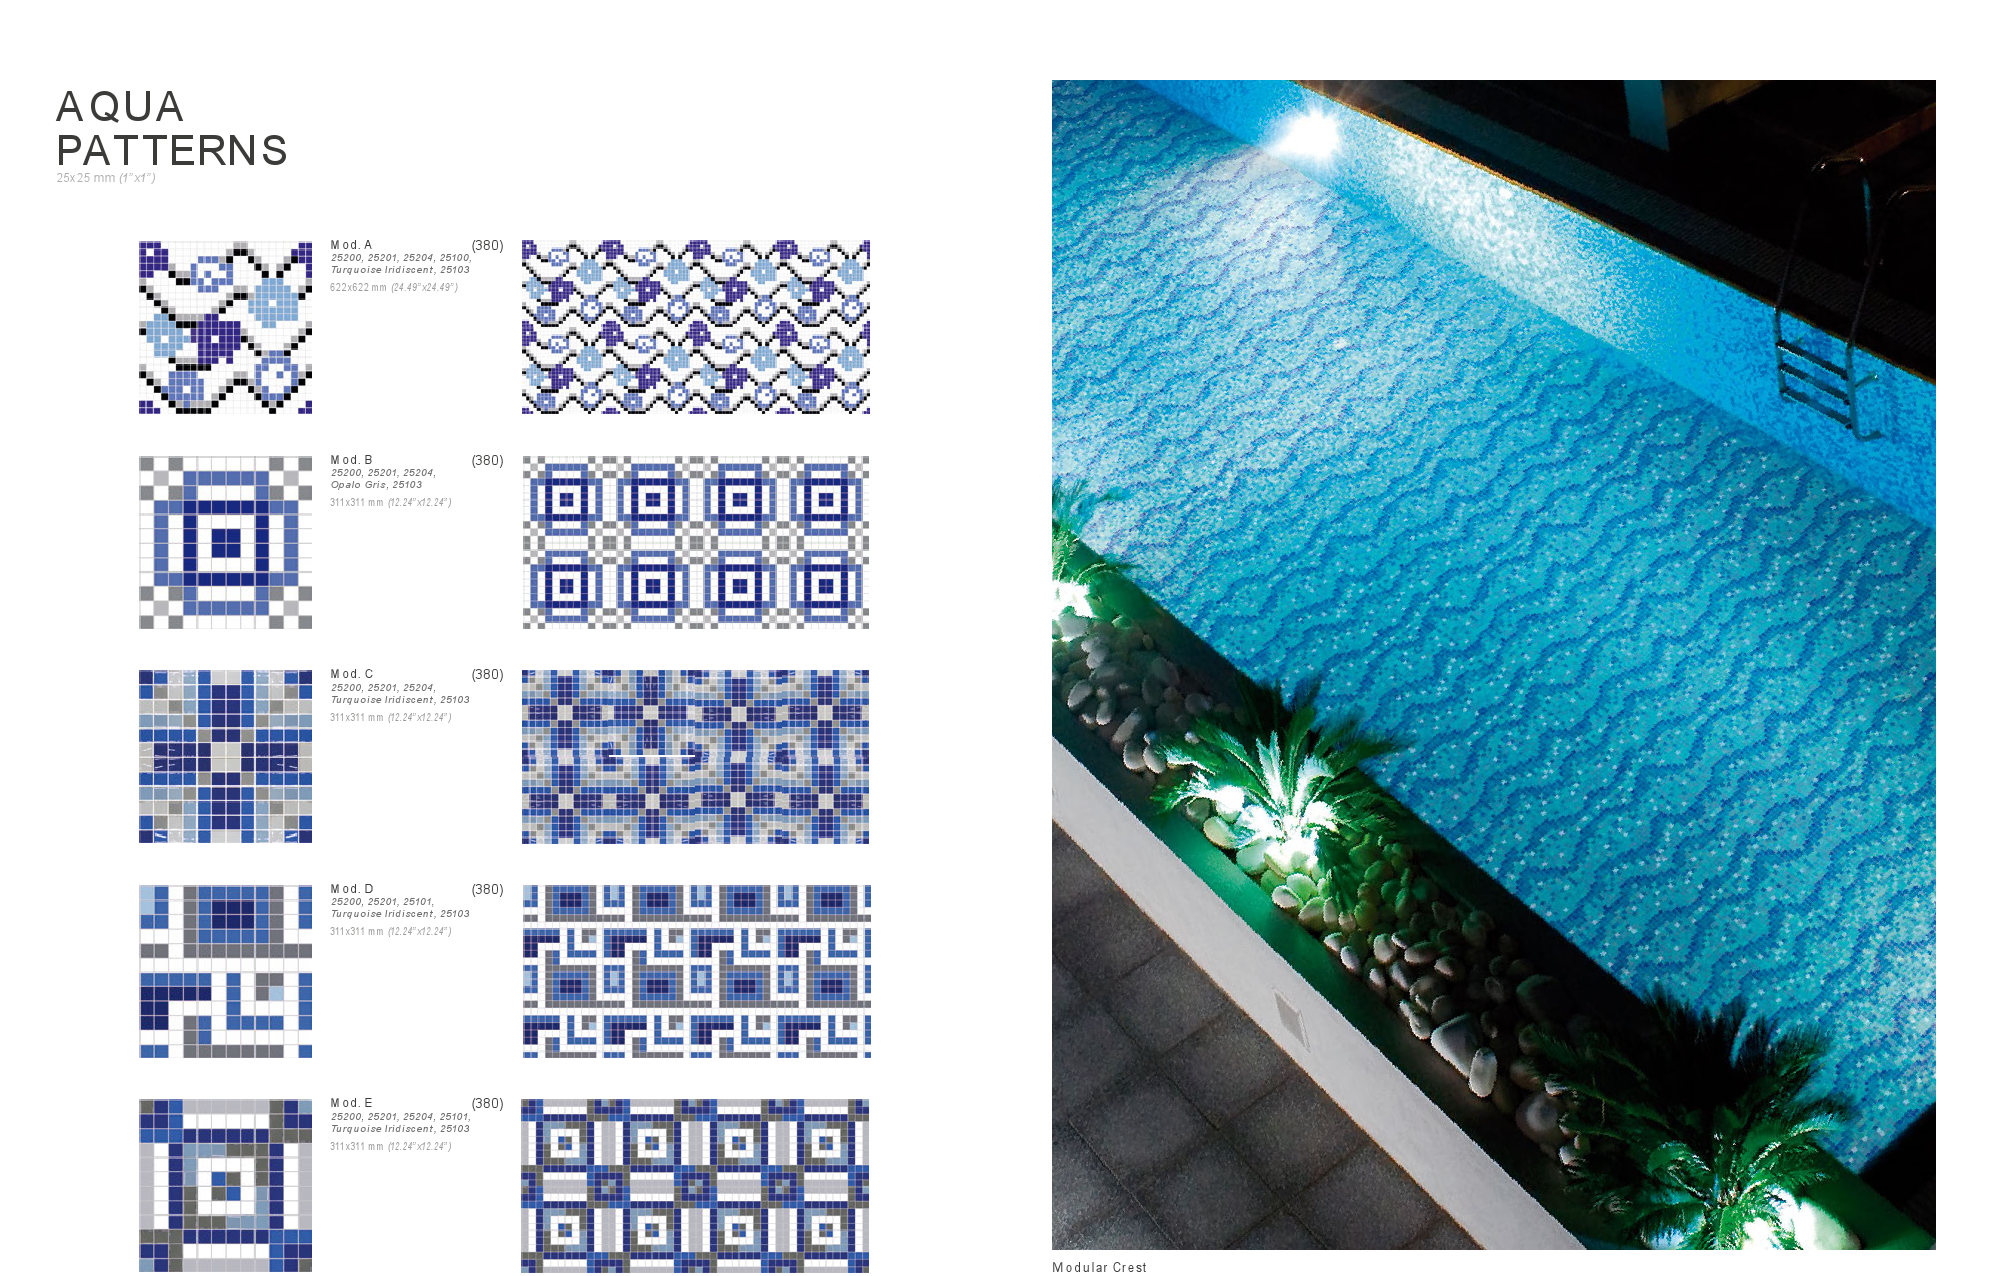 AQUA
PATTERNS
25x25 mm (1"x1")
Mod. A (380)
25200, 25201, 25204, 25100,
Turquoise Iridiscent, 25103
622x622 mm (24.49"x24.49")
Mod. B (380)
25200, 25201, 25204,
Opalo Gris, 25103
311x311 mm (12.24"x12.24")
Mod. C (380)
25200, 25201, 25204,
Turquoise Iridiscent, 25103
311x311 mm (12.24"x12.24")
Mod. D (380)
25200, 25201, 25101,
Turquoise Iridiscent, 25103
311x311 mm (12.24"x12.24")
Mod. E (380)
25200, 25201, 25204, 25101,
Turquoise Iridiscent, 25103
311x311 mm (12.24"x12.24")
Modular Crest